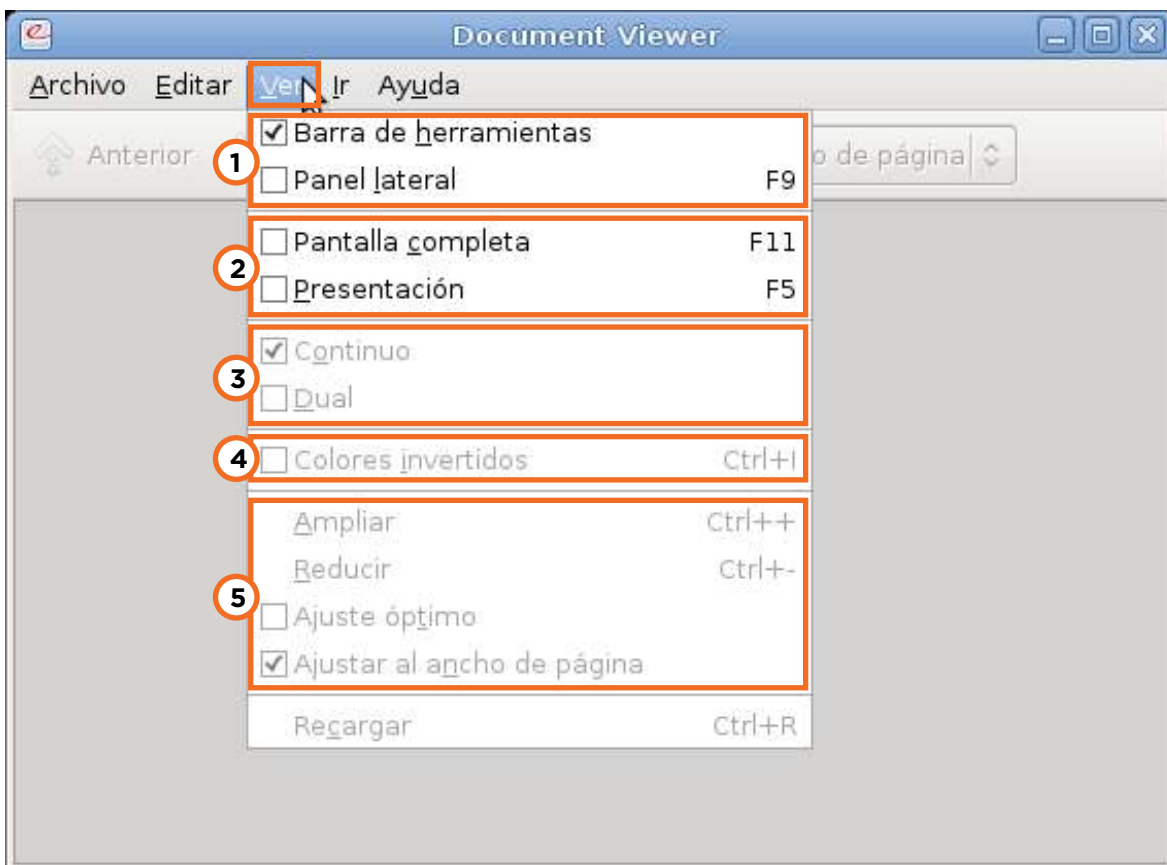 Document Viewer
Archivo Editar Ver Ir Ayuda
Anterior o de página
1
Barra de herramientas
Panel lateral F9
2
Pantalla completa F11
Presentación F5
3
Continuo
Dual
4
Colores invertidos Ctrl+I
5
Ampliar Ctrl++
Reducir Ctrl+-
Ajuste óptimo
Ajustar al ancho de página
Recargar Ctrl+R